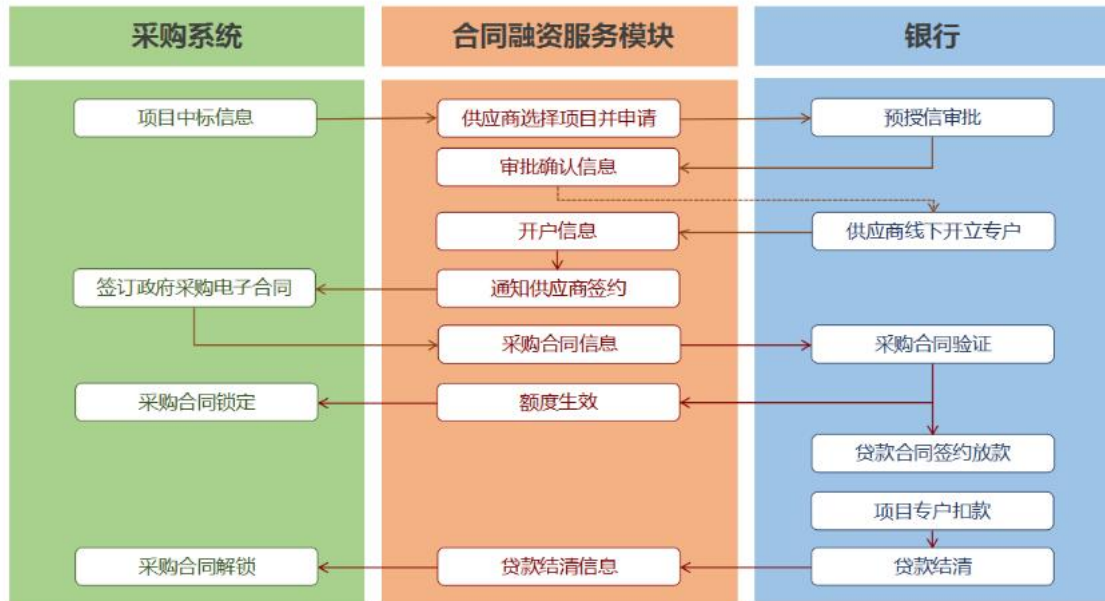 采购系统
合同融资服务模块
银行
项目中标信息
供应商选择项目并申请
预授信审批
审批确认信息
开户信息
供应商线下开立专户
签订政府采购电子合同
通知供应商签约
采购合同信息
采购合同验证
采购合同锁定
额度生效
贷款合同签约放款
项目专户扣款
采购合同解锁
贷款结清信息
贷款结清